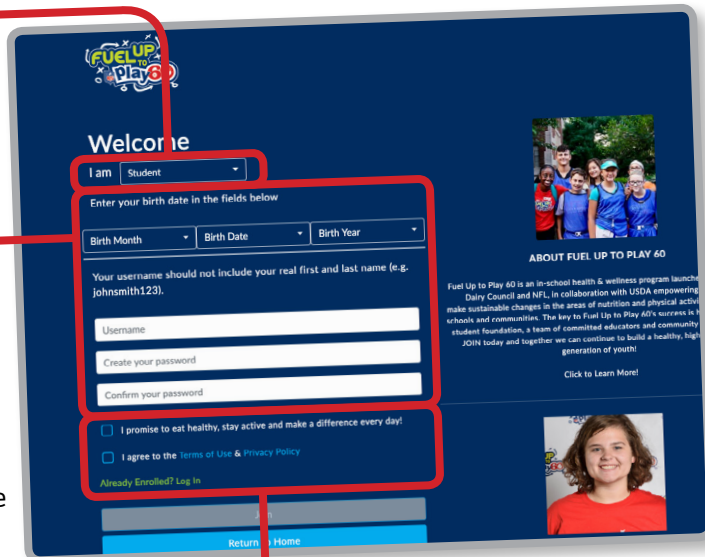 FUEL UP
TO
Play 60
Welcome
I am Student
Enter your birth date in the fields below
Birth Month Birth Date Birth Year
Your username should not include your real first and last name (e.g.
johnsmith123).
Username
Create your password
Confirm your password
I promise to eat healthy, stay active and make a difference every day!
I agree to the Terms of Use & Privacy Policy
Already Enrolled? Log In
Join
Return to Home
ABOUT FUEL UP TO PLAY 60
Fuel Up to Play 60 is an in-school health & wellness program launche
Dairy Council and NFL, in collaboration with USDA empowering
make sustainable changes in the areas of nutrition and physical activi
schools and communities. The key to Fuel Up to Play 60's success is
student foundation, a team of committed educators and community
JOIN today and together we can continue to build a healthy, high
generation of youth!
Click to Learn More!